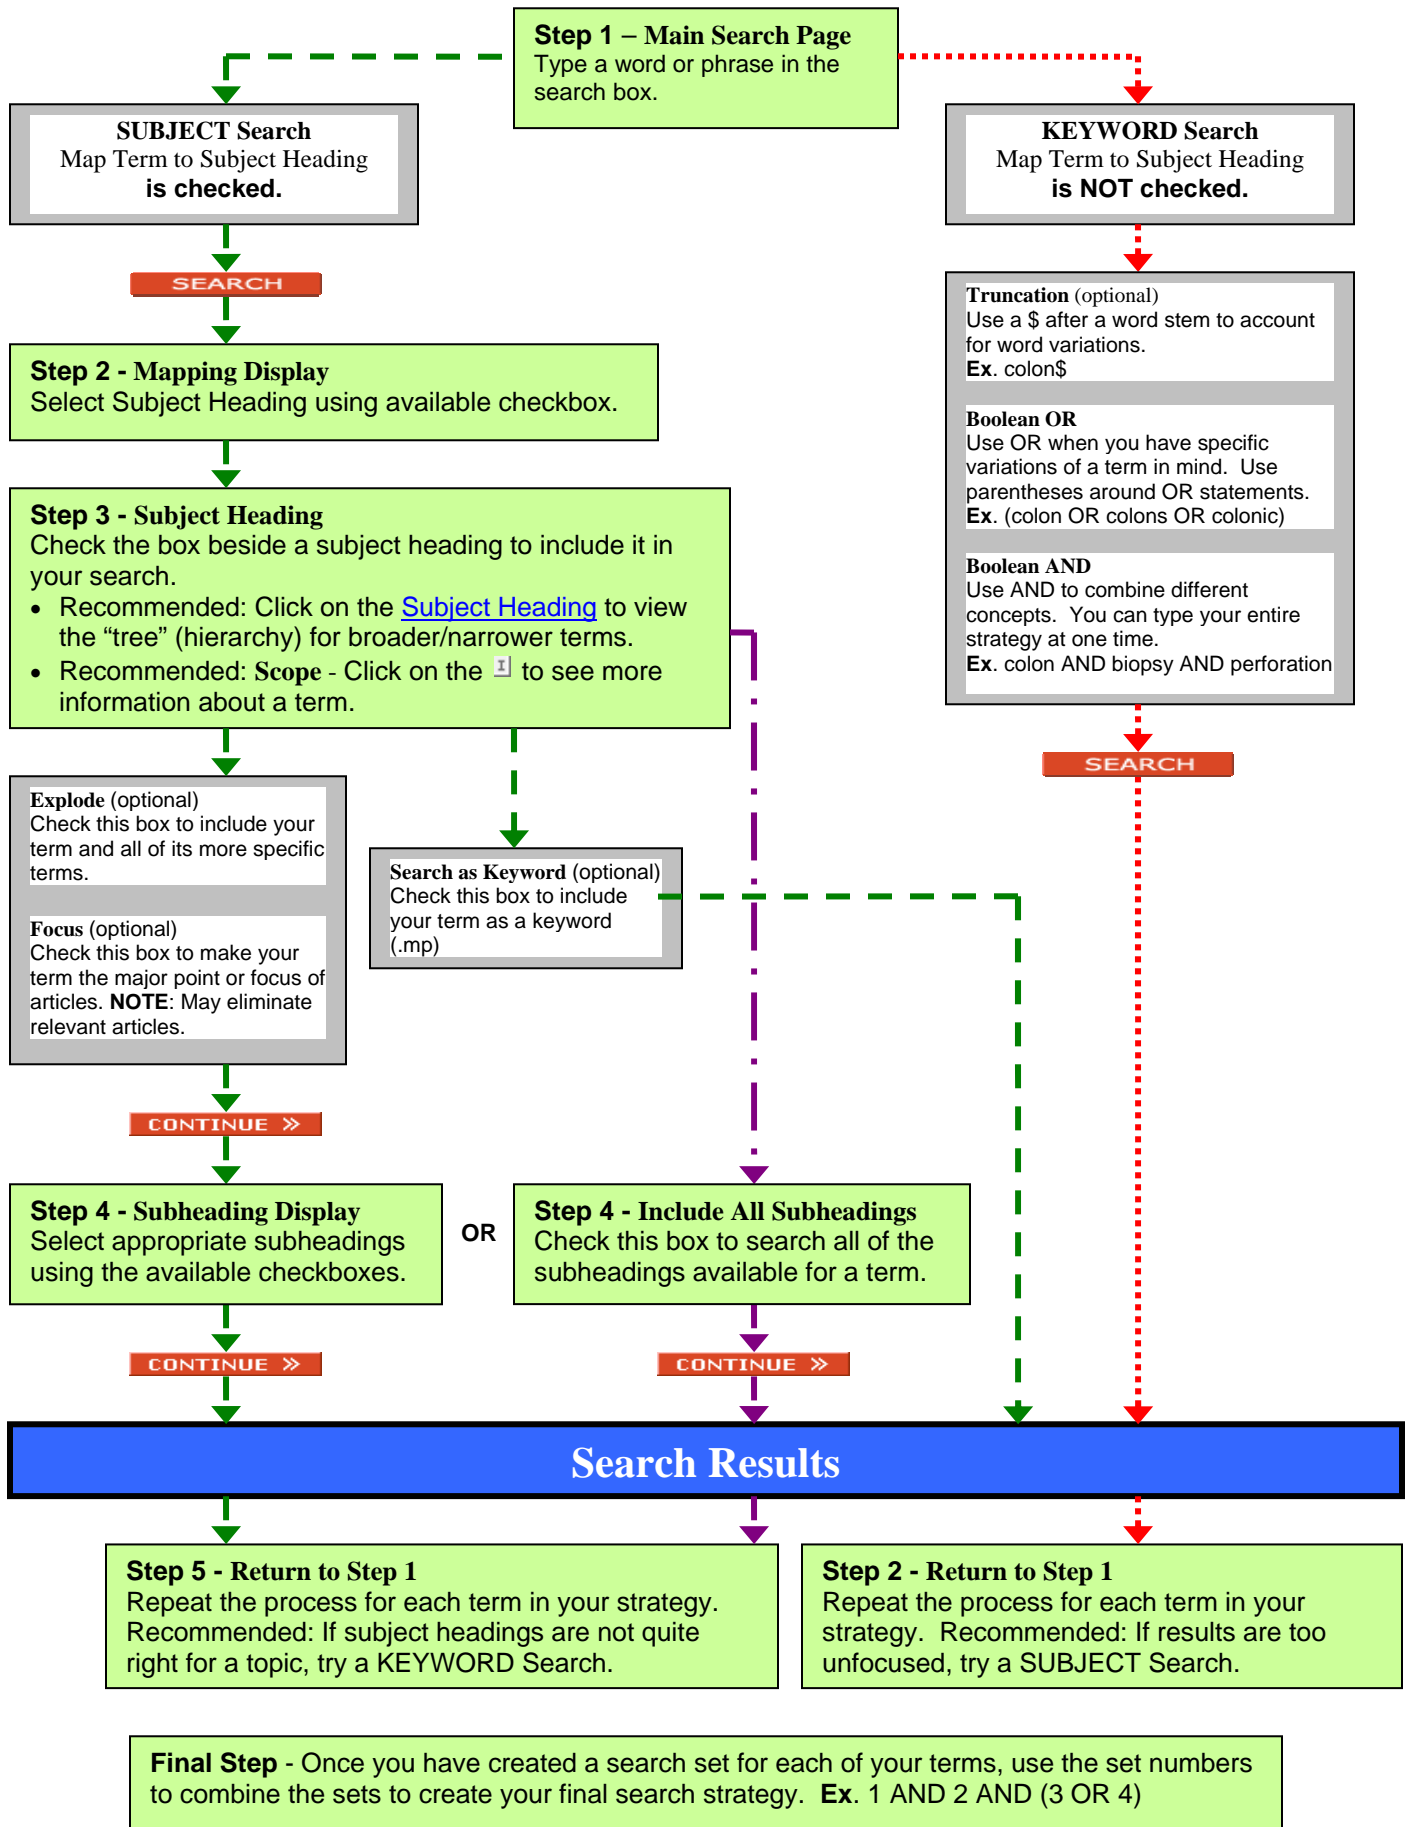 Step 1 – Main Search Page
Type a word or phrase in the
search box.
SUBJECT Search
Map Term to Subject Heading
is checked.
KEYWORD Search
Map Term to Subject Heading
is NOT checked.
SEARCH
Step 2 - Mapping Display
Select Subject Heading using available checkbox.
Step 3 - Subject Heading
Check the box beside a subject heading to include it in
your search.
• Recommended: Click on the Subject Heading to view
the “tree” (hierarchy) for broader/narrower terms.
• Recommended: Scope - Click on the I to see more
information about a term.
Truncation (optional)
Use a $ after a word stem to account
for word variations.
Ex. colon$
Boolean OR
Use OR when you have specific
variations of a term in mind.  Use
parentheses around OR statements.
Ex. (colon OR colons OR colonic)
Boolean AND
Use AND to combine different
concepts.  You can type your entire
strategy at one time.
Ex. colon AND biopsy AND perforation
SEARCH
Explode (optional)
Check this box to include your
term and all of its more specific
terms.
Focus (optional)
Check this box to make your
term the major point or focus of
articles. NOTE: May eliminate
relevant articles.
Search as Keyword (optional)
Check this box to include
your term as a keyword
(.mp)
CONTINUE »
Step 4 - Subheading Display
Select appropriate subheadings
using the available checkboxes.
OR
Step 4 - Include All Subheadings
Check this box to search all of the
subheadings available for a term.
CONTINUE »
CONTINUE »
Search Results
Step 5 - Return to Step 1
Repeat the process for each term in your strategy.
Recommended: If subject headings are not quite
right for a topic, try a KEYWORD Search.
Step 2 - Return to Step 1
Repeat the process for each term in your
strategy.  Recommended: If results are too
unfocused, try a SUBJECT Search.
Final Step - Once you have created a search set for each of your terms, use the set numbers
to combine the sets to create your final search strategy.  Ex. 1 AND 2 AND (3 OR 4)